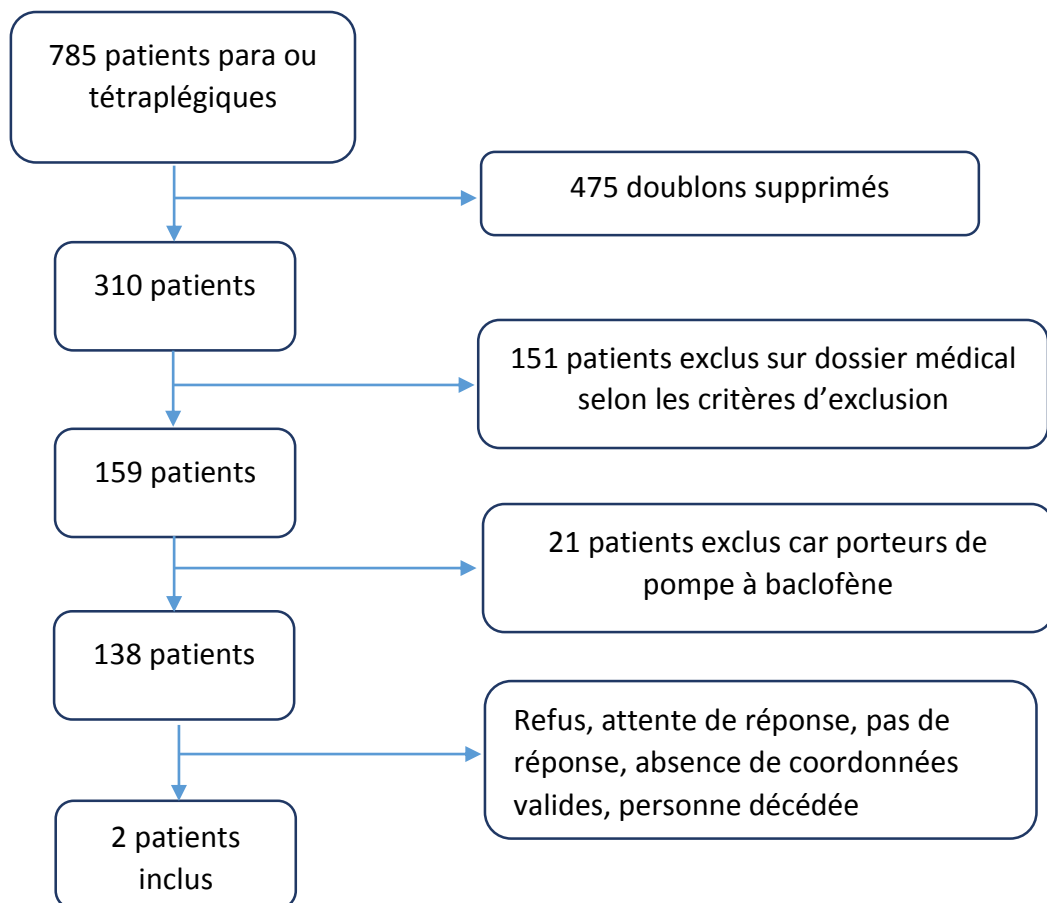 785 patients para ou
tétraplégiques
475 doublons supprimés
310 patients
151 patients exclus sur dossier médical
selon les critères d’exclusion
159 patients
21 patients exclus car porteurs de
pompe à baclofène
138 patients
Refus, attente de réponse, pas de
réponse, absence de coordonnées
valides, personne décédée
2 patients
inclus